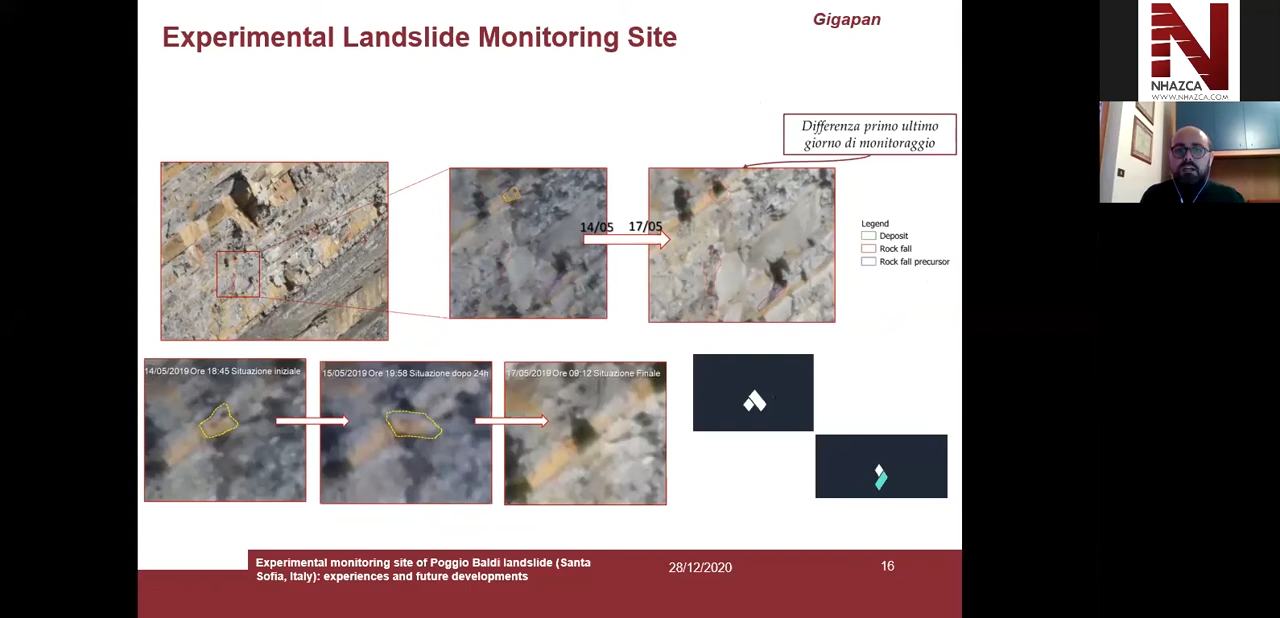 Experimental Landslide Monitoring Site
Gigapan
NHAZCA
WWW.NHAZCA.COM
Differenza primo ultimo
giorno di monitoraggio
14/05 17/05
Legend
Deposit
Rock fall
Rock fall precursor
14/05/2019 Ore 18:45 Situazione iniziale
15/05/2019 Ore 19:58 Situazione dopo 24h
17/05/2019 Ore 09:12 Situazione Finale
Experimental monitoring site of Poggio Baldi landslide (Santa
Sofia, Italy): experiences and future developments
28/12/2020
16